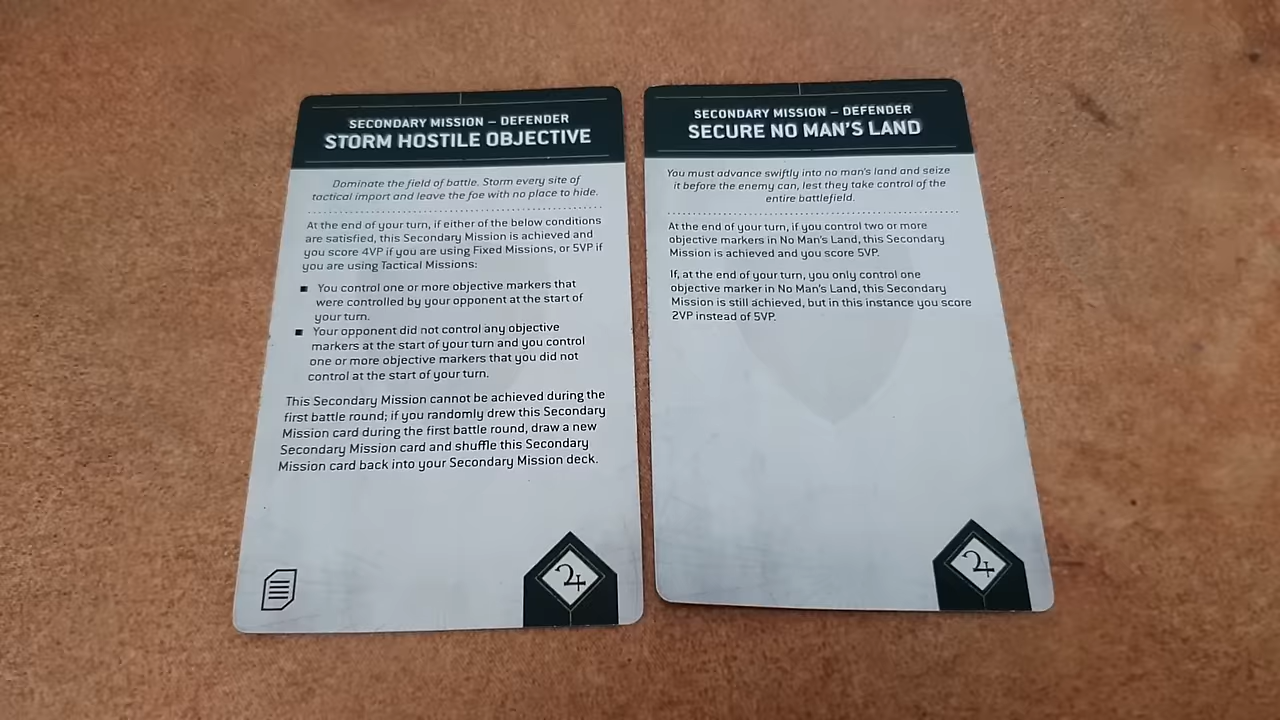 SECONDARY MISSION – DEFENDER
STORM HOSTILE OBJECTIVE
Dominate the field of battle. Storm every site of
tactical import and leave the foe with no place to hide.
At the end of your turn, if either of the below conditions
are satisfied, this Secondary Mission is achieved and
you score 4VP if you are using Fixed Missions, or 5VP if
you are using Tactical Missions:
■ You control one or more objective markers that
were controlled by your opponent at the start of
your turn.
■ Your opponent did not control any objective
markers at the start of your turn and you control
one or more objective markers that you did not
control at the start of your turn.
This Secondary Mission cannot be achieved during the
first battle round; if you randomly drew this Secondary
Mission card during the first battle round, draw a new
Secondary Mission card and shuffle this Secondary
Mission card back into your Secondary Mission deck.
SECONDARY MISSION – DEFENDER
SECURE NO MAN'S LAND
You must advance swiftly into no man's land and seize
it before the enemy can, lest they take control of the
entire battlefield.
At the end of your turn, if you control two or more
objective markers in No Man's Land, this Secondary
Mission is achieved and you score 5VP.
If, at the end of your turn, you only control one
objective marker in No Man's Land, this Secondary
Mission is still achieved, but in this instance you score
2VP instead of 5VP.